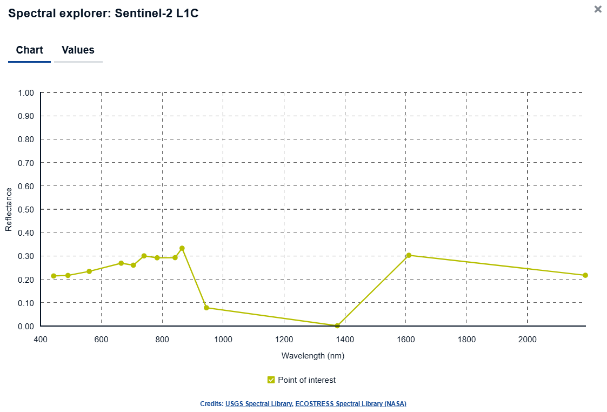 Spectral explorer: Sentinel-2 L1C
×
Chart Values
1.00
0.90
0.80
0.70
0.60
0.50
0.40
0.30
0.20
0.10
0.00
Reflectance
400 600 800 1000 1200 1400 1600 1800 2000
Wavelength (nm)
Point of interest
Credits: USGS Spectral Library, ECOSTRESS Spectral Library (NASA)